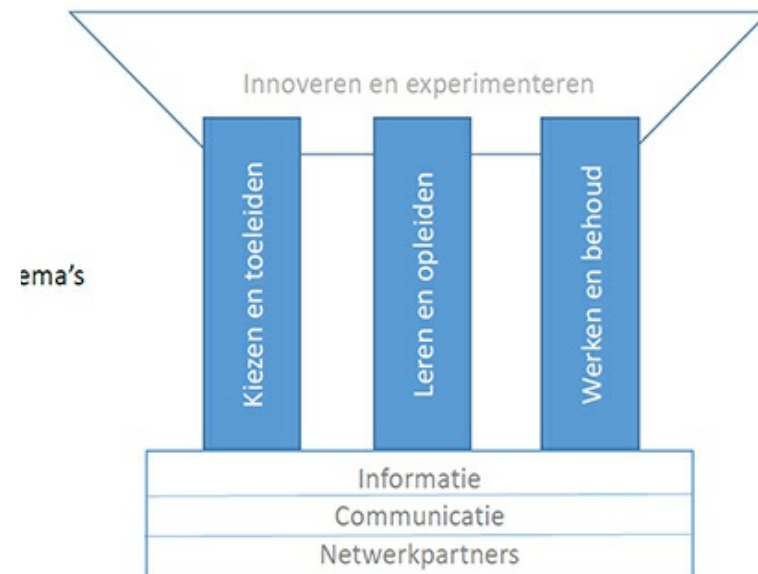 Innoveren en experimenteren
Kiezen en toeleiden
Leren en opleiden
Werken en behoud
ema's
Informatie
Communicatie
Netwerkpartners